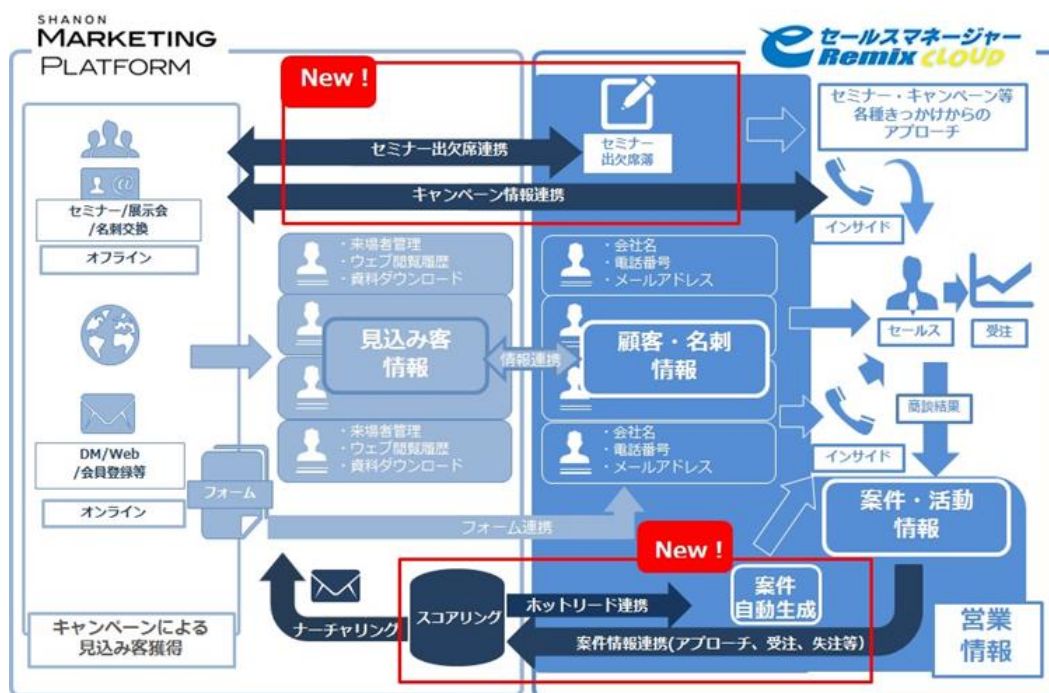 SHANON
MARKETING
PLATFORM
eセールスマネージャー
Remix CLOUD
New !
セミナー出欠席連携
セミナー
出欠席簿
キャンペーン情報連携
セミナー・キャンペーン等
各種きっかけからの
アプローチ
セミナー/展示会
/名刺交換
オフライン
インサイド
・来場者管理
・ウェブ閲覧履歴
・資料ダウンロード
・会社名
・電話番号
・メールアドレス
見込み客
情報
情報連携
顧客・名刺
情報
セールス
受注
商談結果
・来場者管理
・ウェブ閲覧履歴
・資料ダウンロード
・会社名
・電話番号
・メールアドレス
インサイド
DM/Web
/会員登録等
オンライン
フォーム
フォーム連携
案件・活動
情報
New !
スコアリング
ホットリード連携
案件
自動生成
ナーチャリング
案件情報連携(アプローチ、受注、失注等)
キャンペーンによる
見込み客獲得
営業
情報